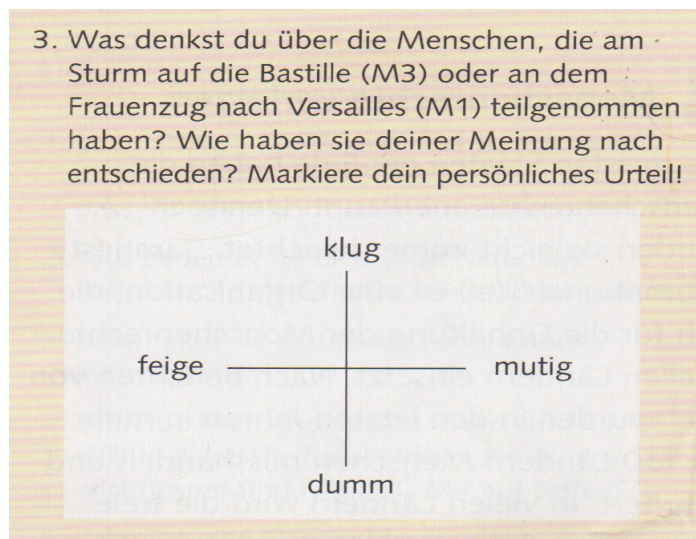 3. Was denkst du über die Menschen, die am
Sturm auf die Bastille (M3) oder an dem
Frauenzug nach Versailles (M1) teilgenommen
haben? Wie haben sie deiner Meinung nach
entschieden? Markiere dein persönliches Urteil!
klug
feige mutig
dumm